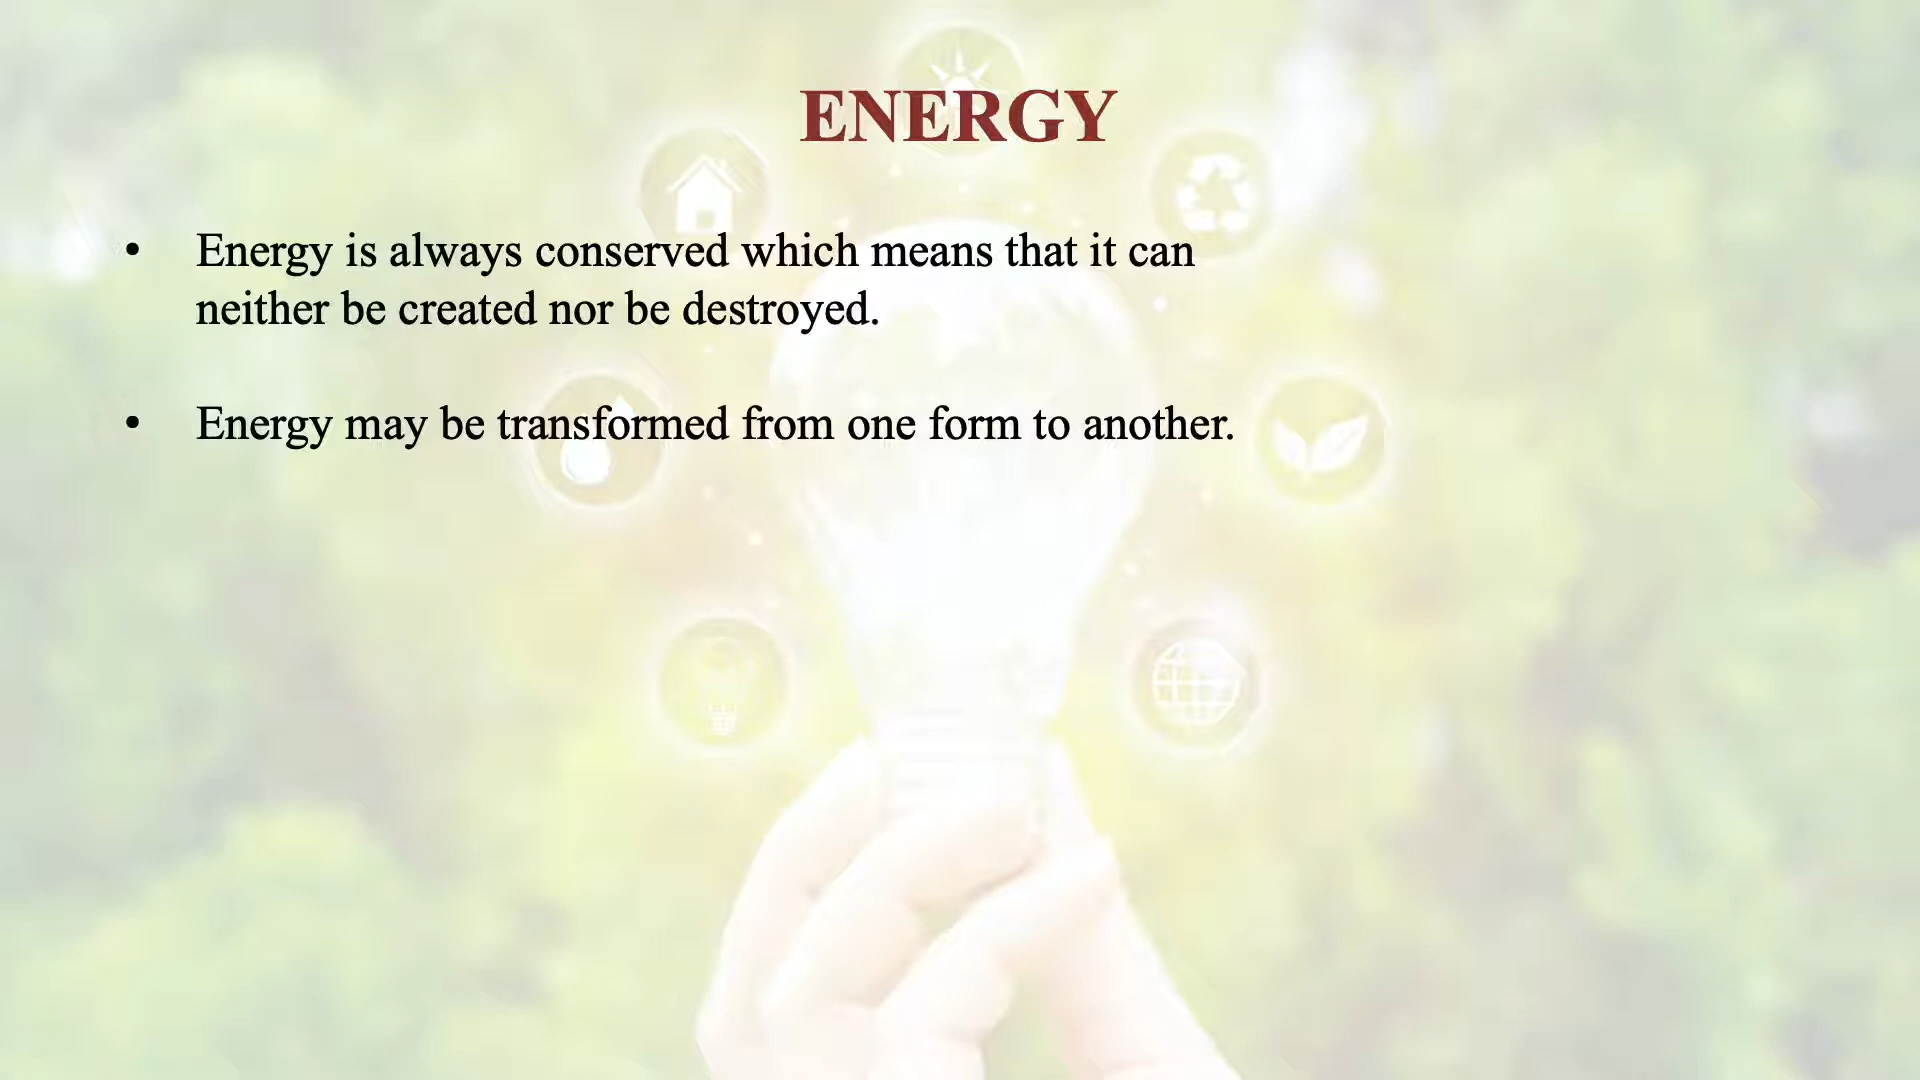 ENERGY
• Energy is always conserved which means that it can
neither be created nor be destroyed.
• Energy may be transformed from one form to another.